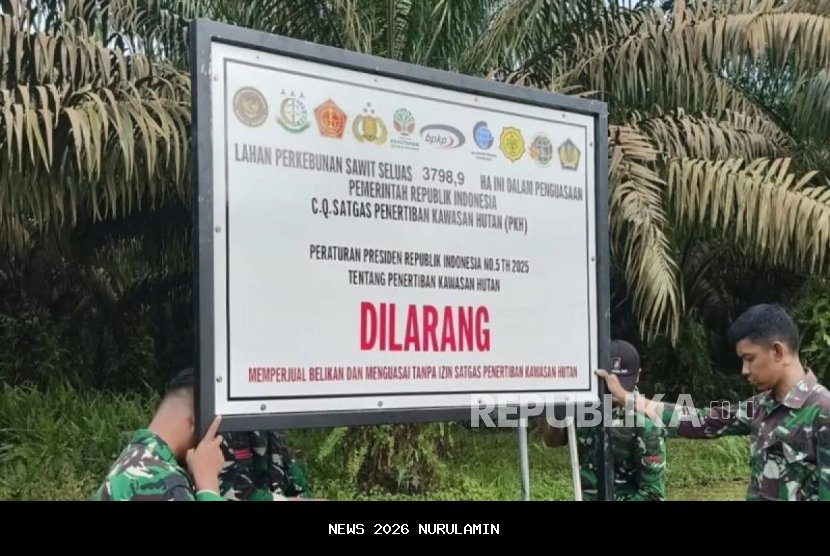 bpkp
LAHAN PERKEBUNAN SAWIT SELUAS 3798,9 HA INI DALAM PENGUASAAN
PEMERINTAH REPUBLIK INDONESIA
C.Q.SATGAS PENERTIBAN KAWASAN HUTAN (PKH)
PERATURAN PRESIDEN REPUBLIK INDONESIA NO.5 TH 2025
TENTANG PENERTIBAN KAWASAN HUTAN
DILARANG
MEMPERJUAL BELIKAN DAN MENGUASAI TANPA IZIN SATGAS PENERTIBAN KAWASAN HUTAN
REPUBLIKA.CO.ID
NEWS 2026 NURULAMIN